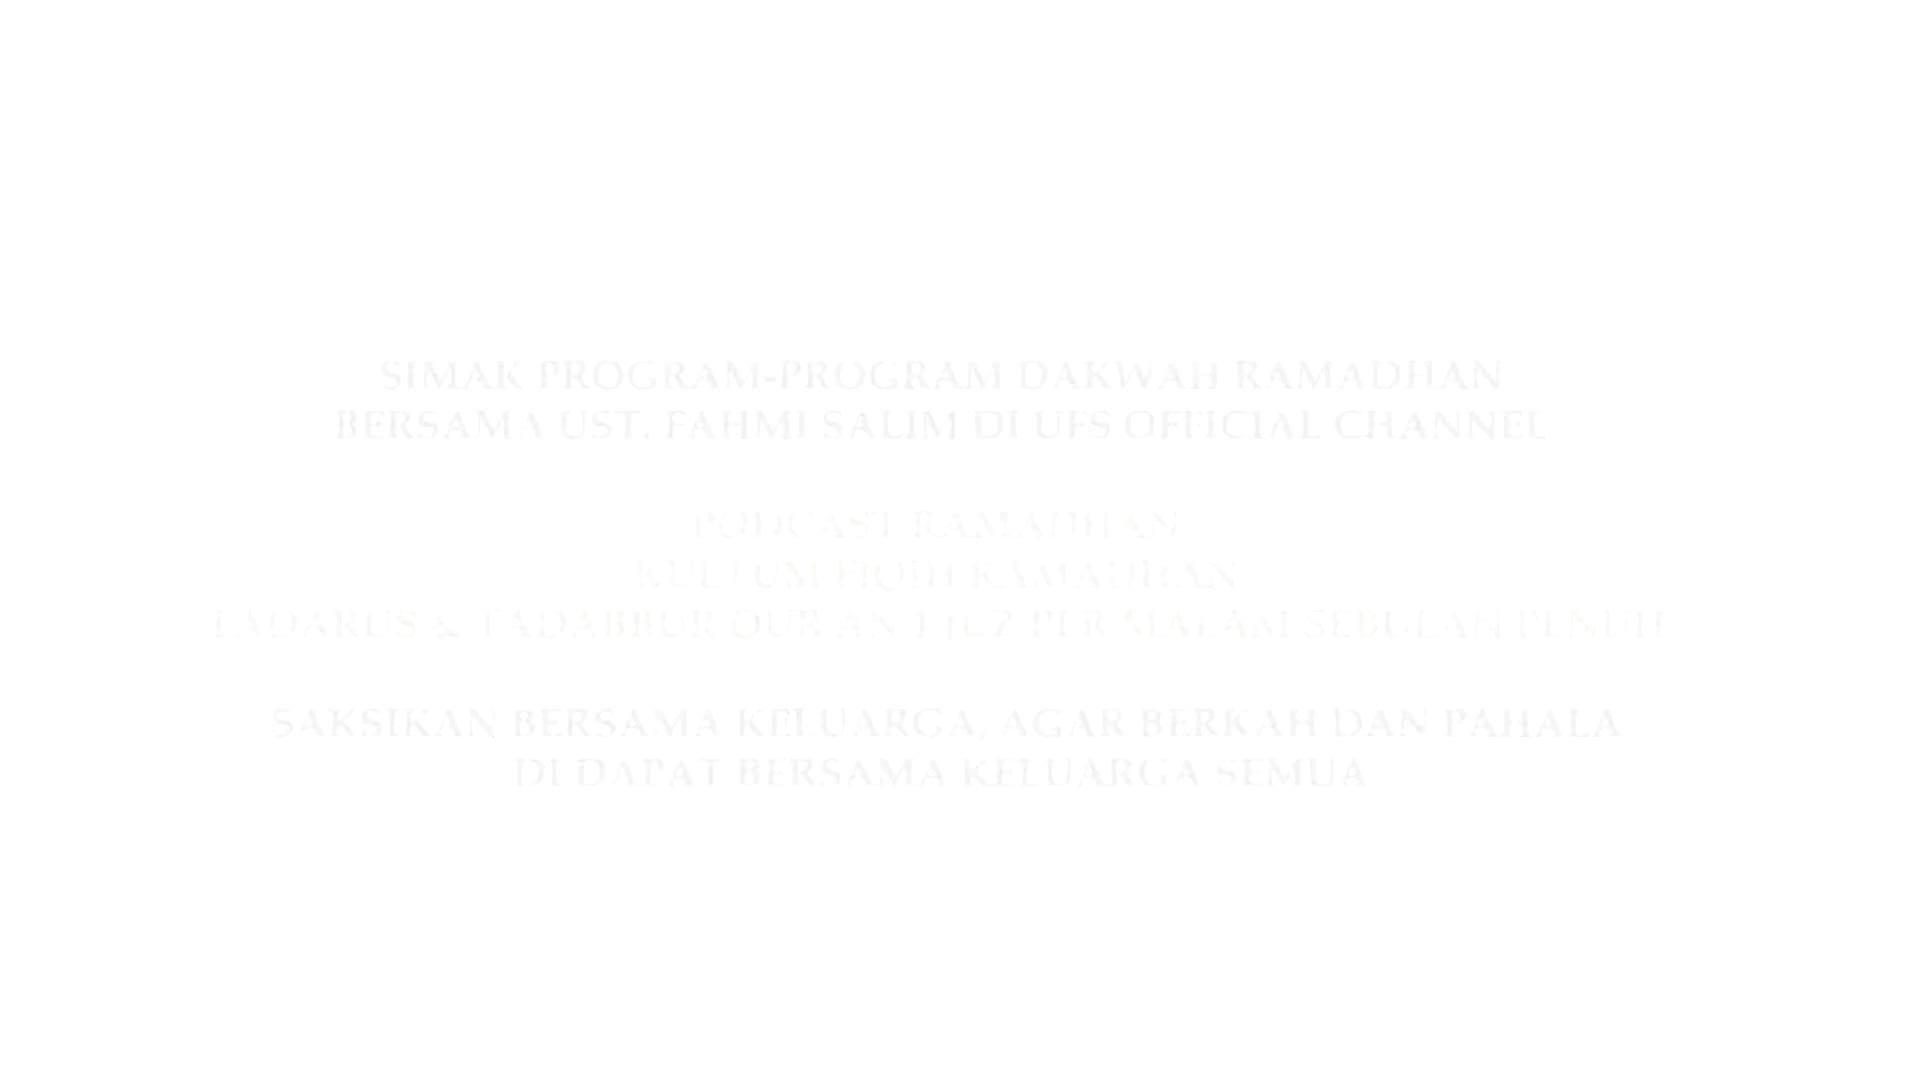 SIMAK PROGRAM-PROGRAM DAKWAH RAMADHAN
BERSAMA UST. FAHMI SALIM DI UFS OFFICIAL CHANNEL
PODCAST RAMADHAN,
KULTUM FIQIH RAMADHAN
TADARUS & TADABBUR QUR'AN 1 JUZ PER MALAM SEBULAN PENUH
SAKSIKAN BERSAMA KELUARGA, AGAR BERKAH DAN PAHALA
DI DAPAT BERSAMA KELUARGA SEMUA